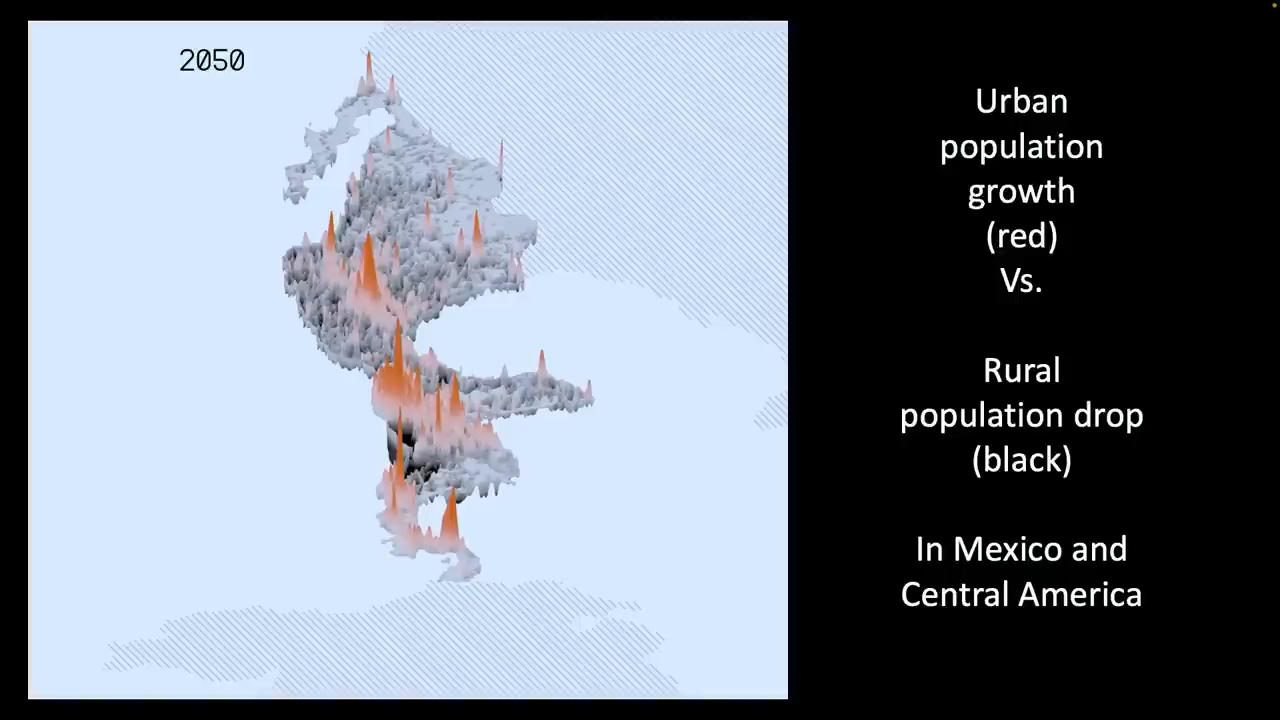 2050
Urban
population
growth
(red)
Vs.
Rural
population drop
(black)
In Mexico and
Central America